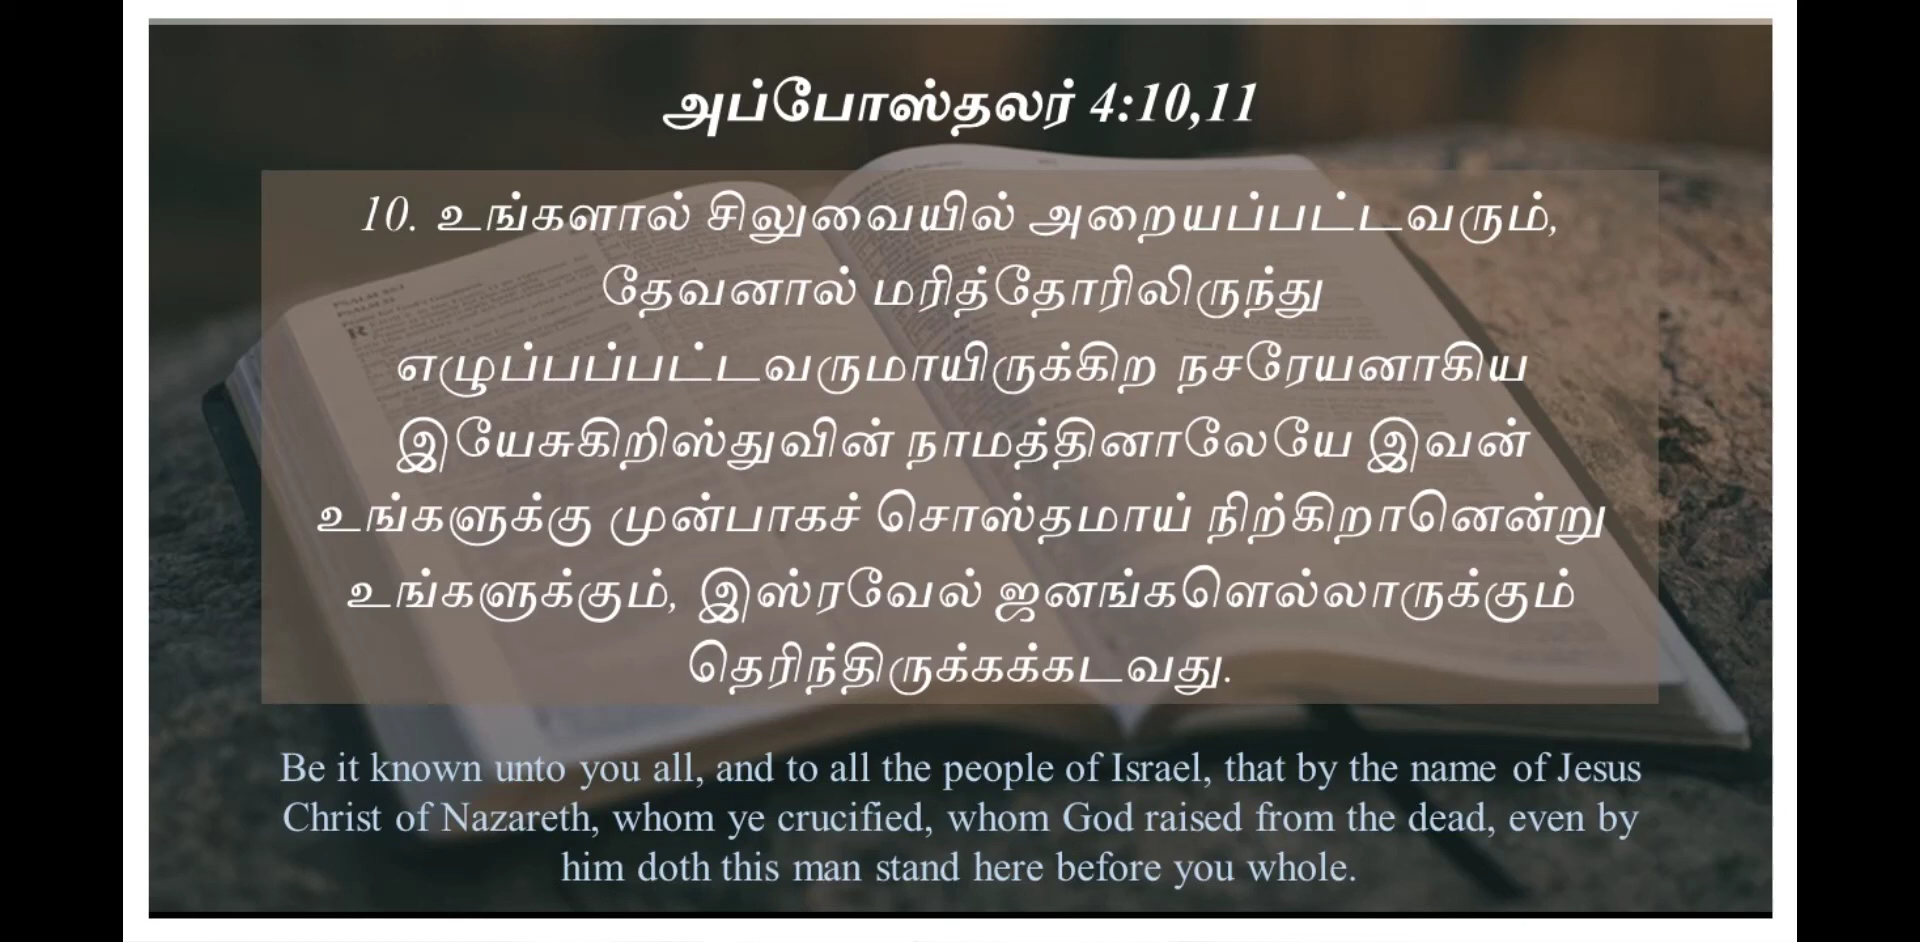 அப்போஸ்தலர் 4:10,11
10. உங்களால் சிலுவையில் அறையப்பட்டவரும்,
தேவனால் மரித்தோரிலிருந்து
எழுப்பப்பட்டவருமாயிருக்கிற நசரேயனாகிய
இயேசுகிறிஸ்துவின் நாமத்தினாலேயே இவன்
உங்களுக்கு முன்பாகச் சொஸ்தமாய் நிற்கிறானென்று
உங்களுக்கும், இஸ்ரவேல் ஜனங்களெல்லாருக்கும்
தெரிந்திருக்கக்கடவது.
Be it known unto you all, and to all the people of Israel, that by the name of Jesus
Christ of Nazareth, whom ye crucified, whom God raised from the dead, even by
him doth this man stand here before you whole.